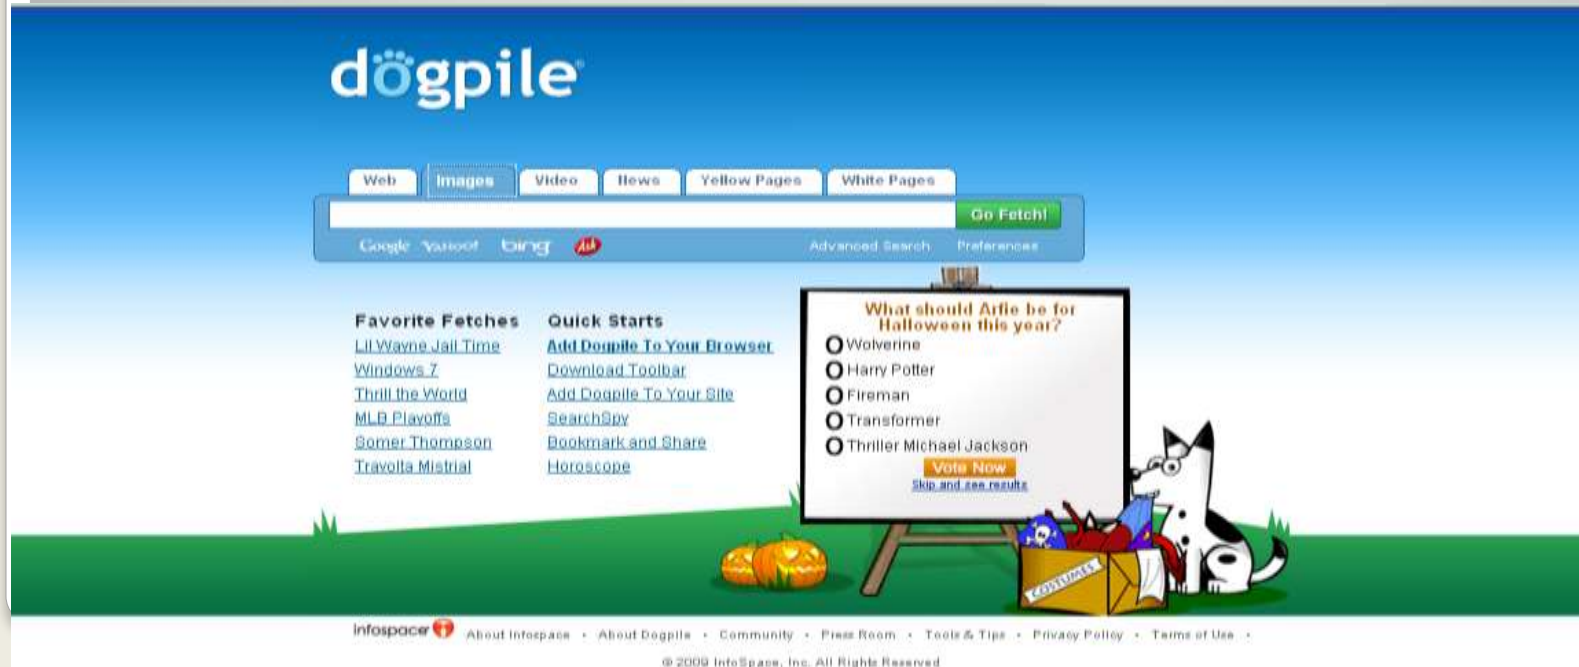 dogpile
Web Images Video News Yellow Pages White Pages
Go Fetch!
Google Yahoo! bing Ask Advanced Search Preferences
Favorite Fetches
Lil Wayne Jail Time
Windows 7
Thrill the World
MLB Playoffs
Somer Thompson
Travolta Mistrial
Quick Starts
Add Dogpile To Your Browser
Download Toolbar
Add Dogpile To Your Site
SearchSpy
Bookmark and Share
Horoscope
What should Arfie be for
Halloween this year?
Wolverine
Harry Potter
Fireman
Transformer
Thriller Michael Jackson
Vote Now
Skip and see results
COSTUMES
infospace About Infospace • About Dogpile • Community • Press Room • Tools & Tips • Privacy Policy • Terms of Use •
© 2009 InfoSpace, Inc. All Rights Reserved